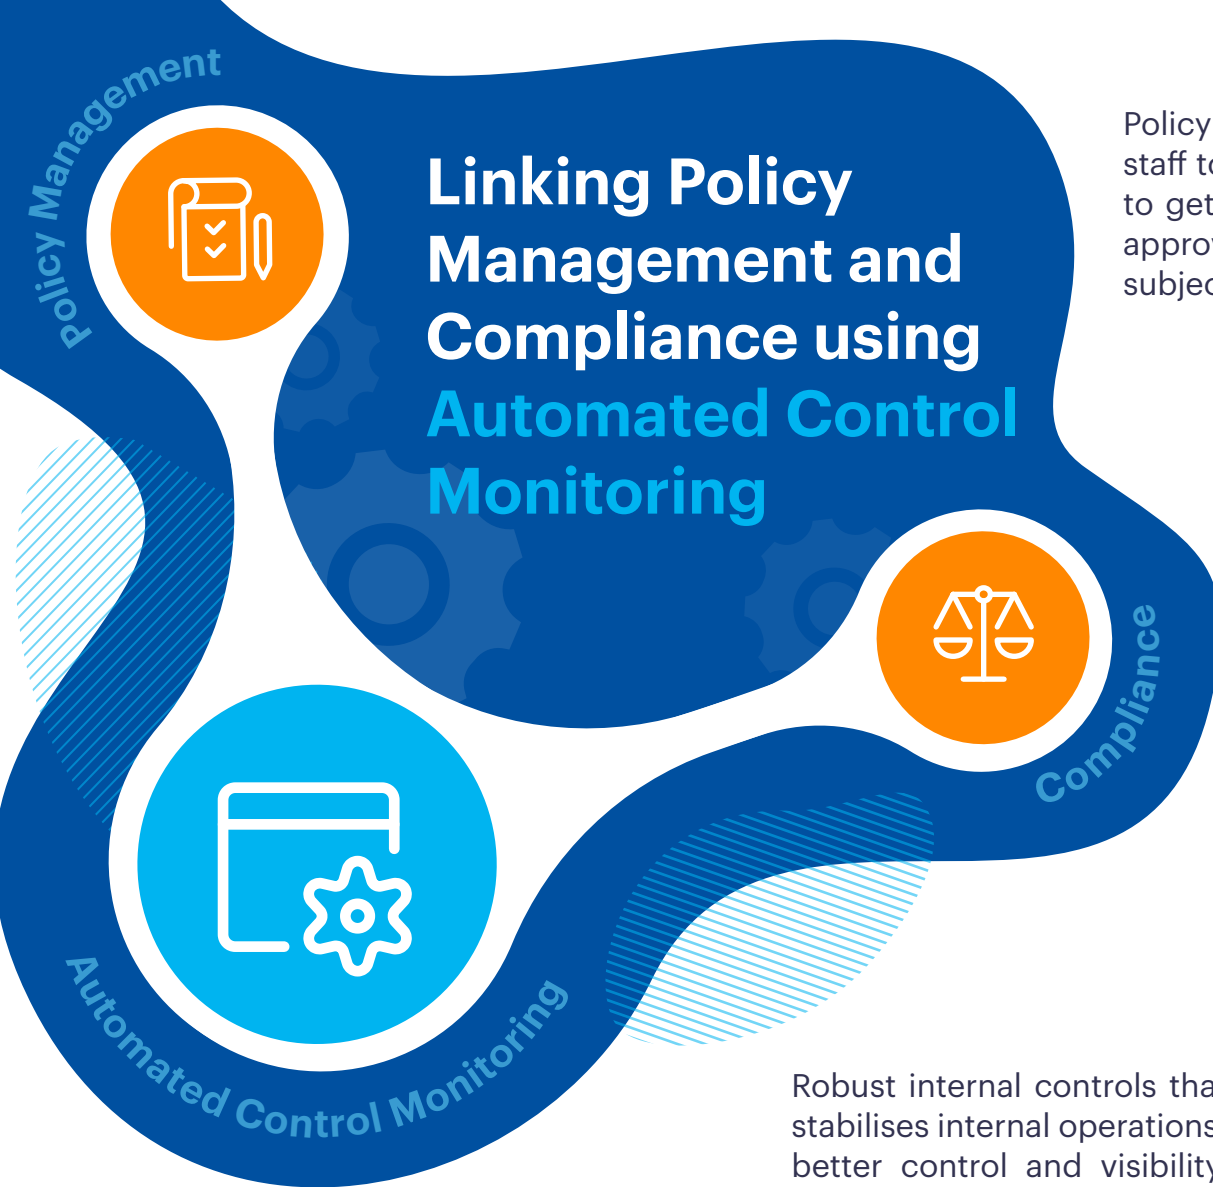 Policy Management
Linking Policy
Management and
Compliance using
Automated Control
Monitoring
Policy
staff
to get
subjec
Compliance
Automated Control Monitoring
Robust internal controls tha
stabilises internal operations
better control and visibility